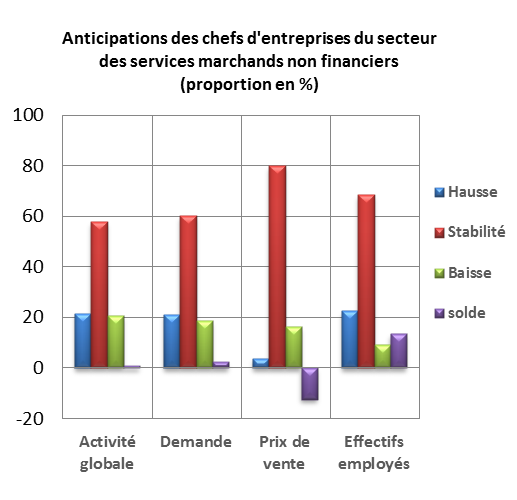 Anticipations des chefs d'entreprises du secteur
des services marchands non financiers
(proportion en %)
100
80
60
40
20
0
-20
Activité
globale
Demande
Prix de
vente
Effectifs
employés
Hausse
Stabilité
Baisse
solde